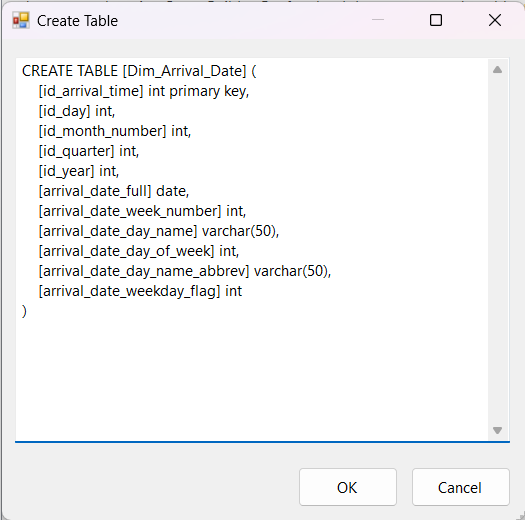 Create Table
CREATE TABLE [Dim_Arrival_Date] (
    [id_arrival_time] int primary key,
    [id_day] int,
    [id_month_number] int,
    [id_quarter] int,
    [id_year] int,
    [arrival_date_full] date,
    [arrival_date_week_number] int,
    [arrival_date_day_name] varchar(50),
    [arrival_date_day_of_week] int,
    [arrival_date_day_name_abbrev] varchar(50),
    [arrival_date_weekday_flag] int
)
OK Cancel